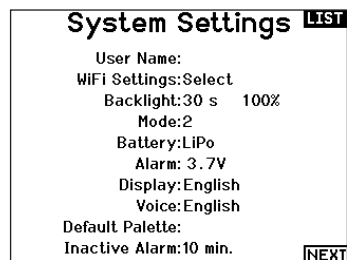 System Settings LIST
User Name:
WiFi Settings:Select
Backlight:30 s 100%
Mode:2
Battery:LiPo
Alarm: 3.7V
Display:English
Voice:English
Default Palette:
Inactive Alarm:10 min.
NEXT